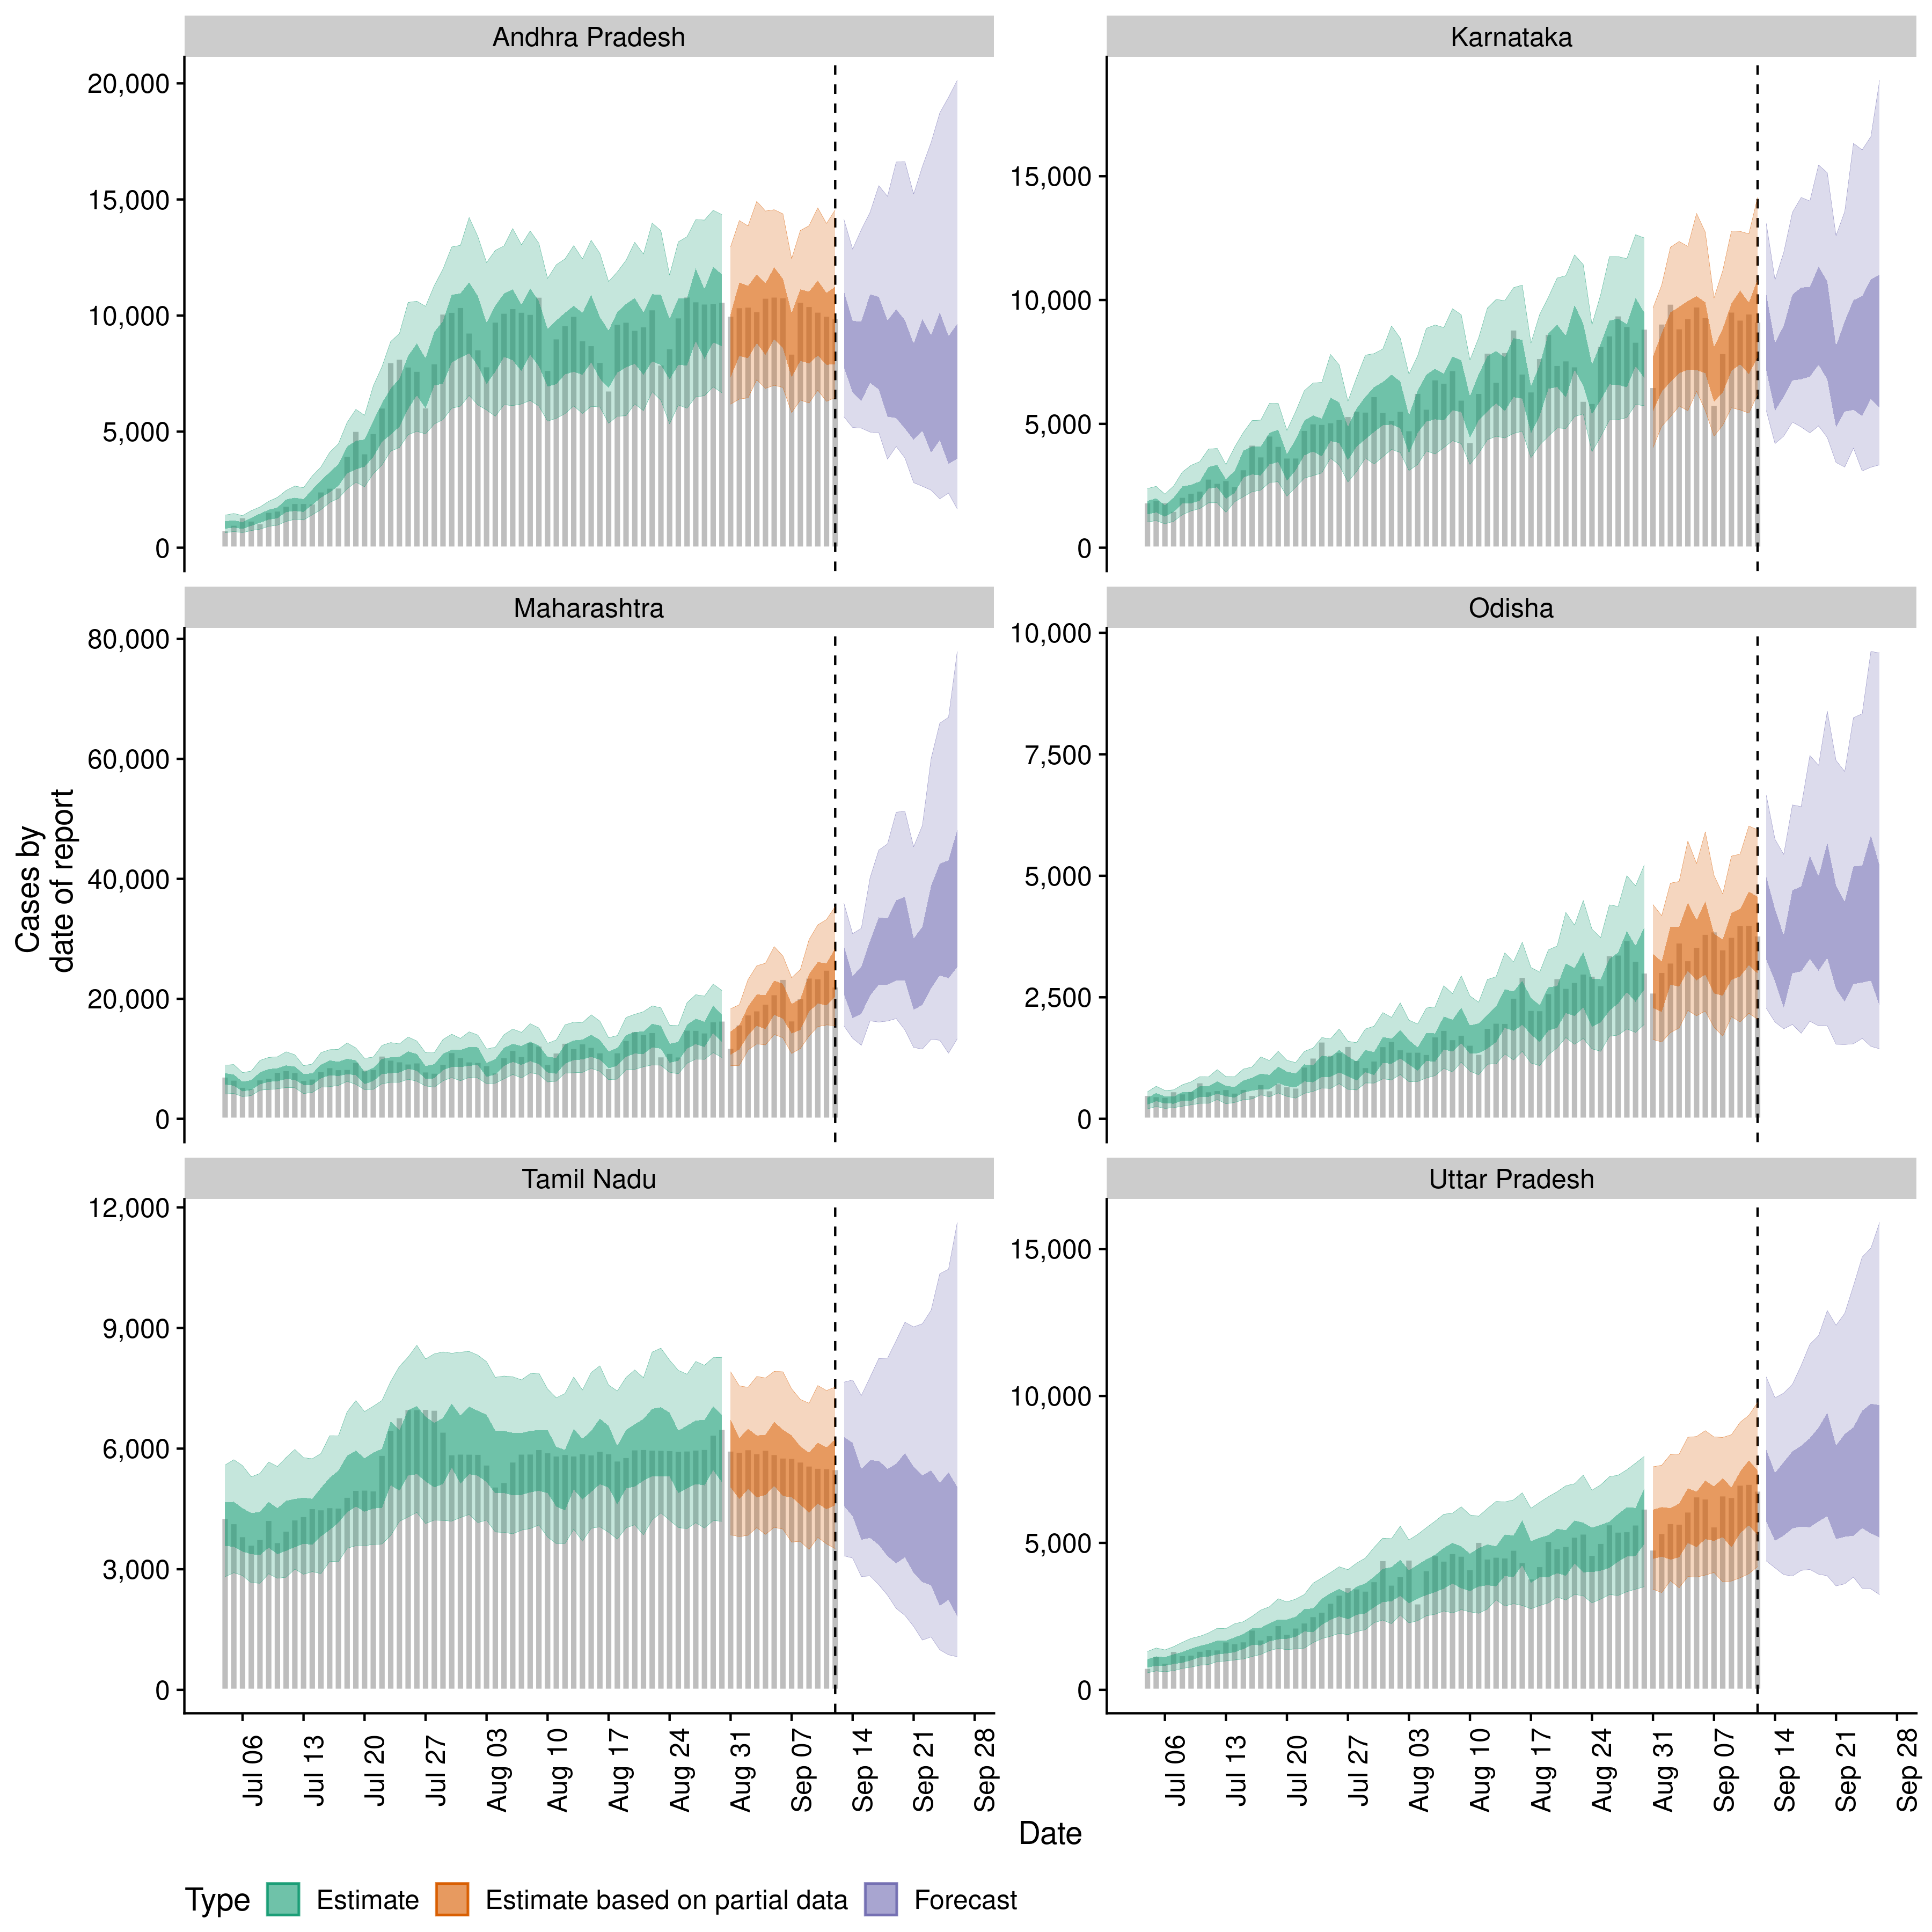 Andhra Pradesh
Karnataka
20,000
15,000
10,000
5,000
0
15,000
10,000
5,000
0
Maharashtra
Odisha
80,000
60,000
40,000
20,000
0
10,000
7,500
5,000
2,500
0
Tamil Nadu
Uttar Pradesh
12,000
9,000
6,000
3,000
0
15,000
10,000
5,000
0
Cases by
date of report
Jul 06
Jul 13
Jul 20
Jul 27
Aug 03
Aug 10
Aug 17
Aug 24
Aug 31
Sep 07
Sep 14
Sep 21
Sep 28
Jul 06
Jul 13
Jul 20
Jul 27
Aug 03
Aug 10
Aug 17
Aug 24
Aug 31
Sep 07
Sep 14
Sep 21
Sep 28
Date
Type Estimate Estimate based on partial data Forecast